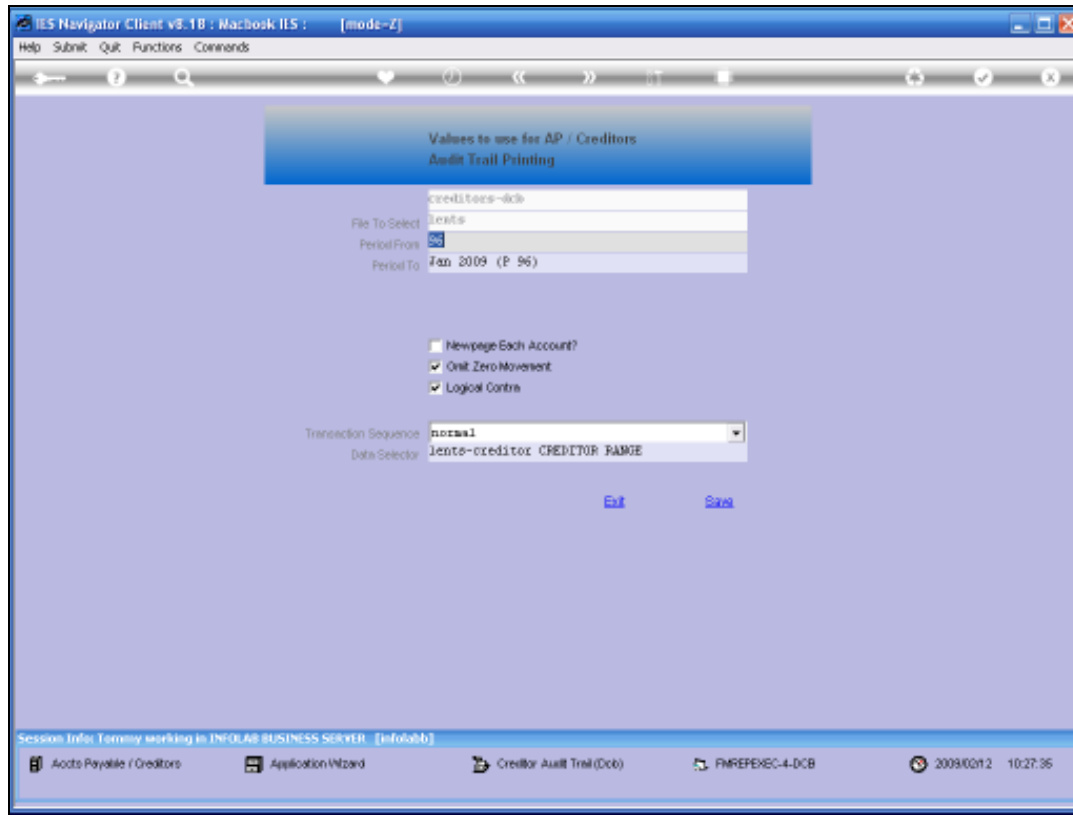 IES Navigator Client v8.18 : Macbook IES : [mode-Z]
Help Submit Quit Functions Commands
Values to use for AP / Creditors
Audit Trail Printing
creditors-dcb
File To Select lents
Period From 96
Period To Jan 2009 (P 96)
Newpage Each Account?
Omit Zero Movement
Logical Contra
Transaction Sequence normal
Data Selector lents-creditor CREDITOR RANGE
Exit Save
Session Info: Tommy working in INFOLAB BUSINESS SERVER [infolabb]
Accts Payable / Creditors Application Wizard Creditor Audit Trail (Dcb) FMREPEXEC-4-DCB 2009/02/12 10:27:35